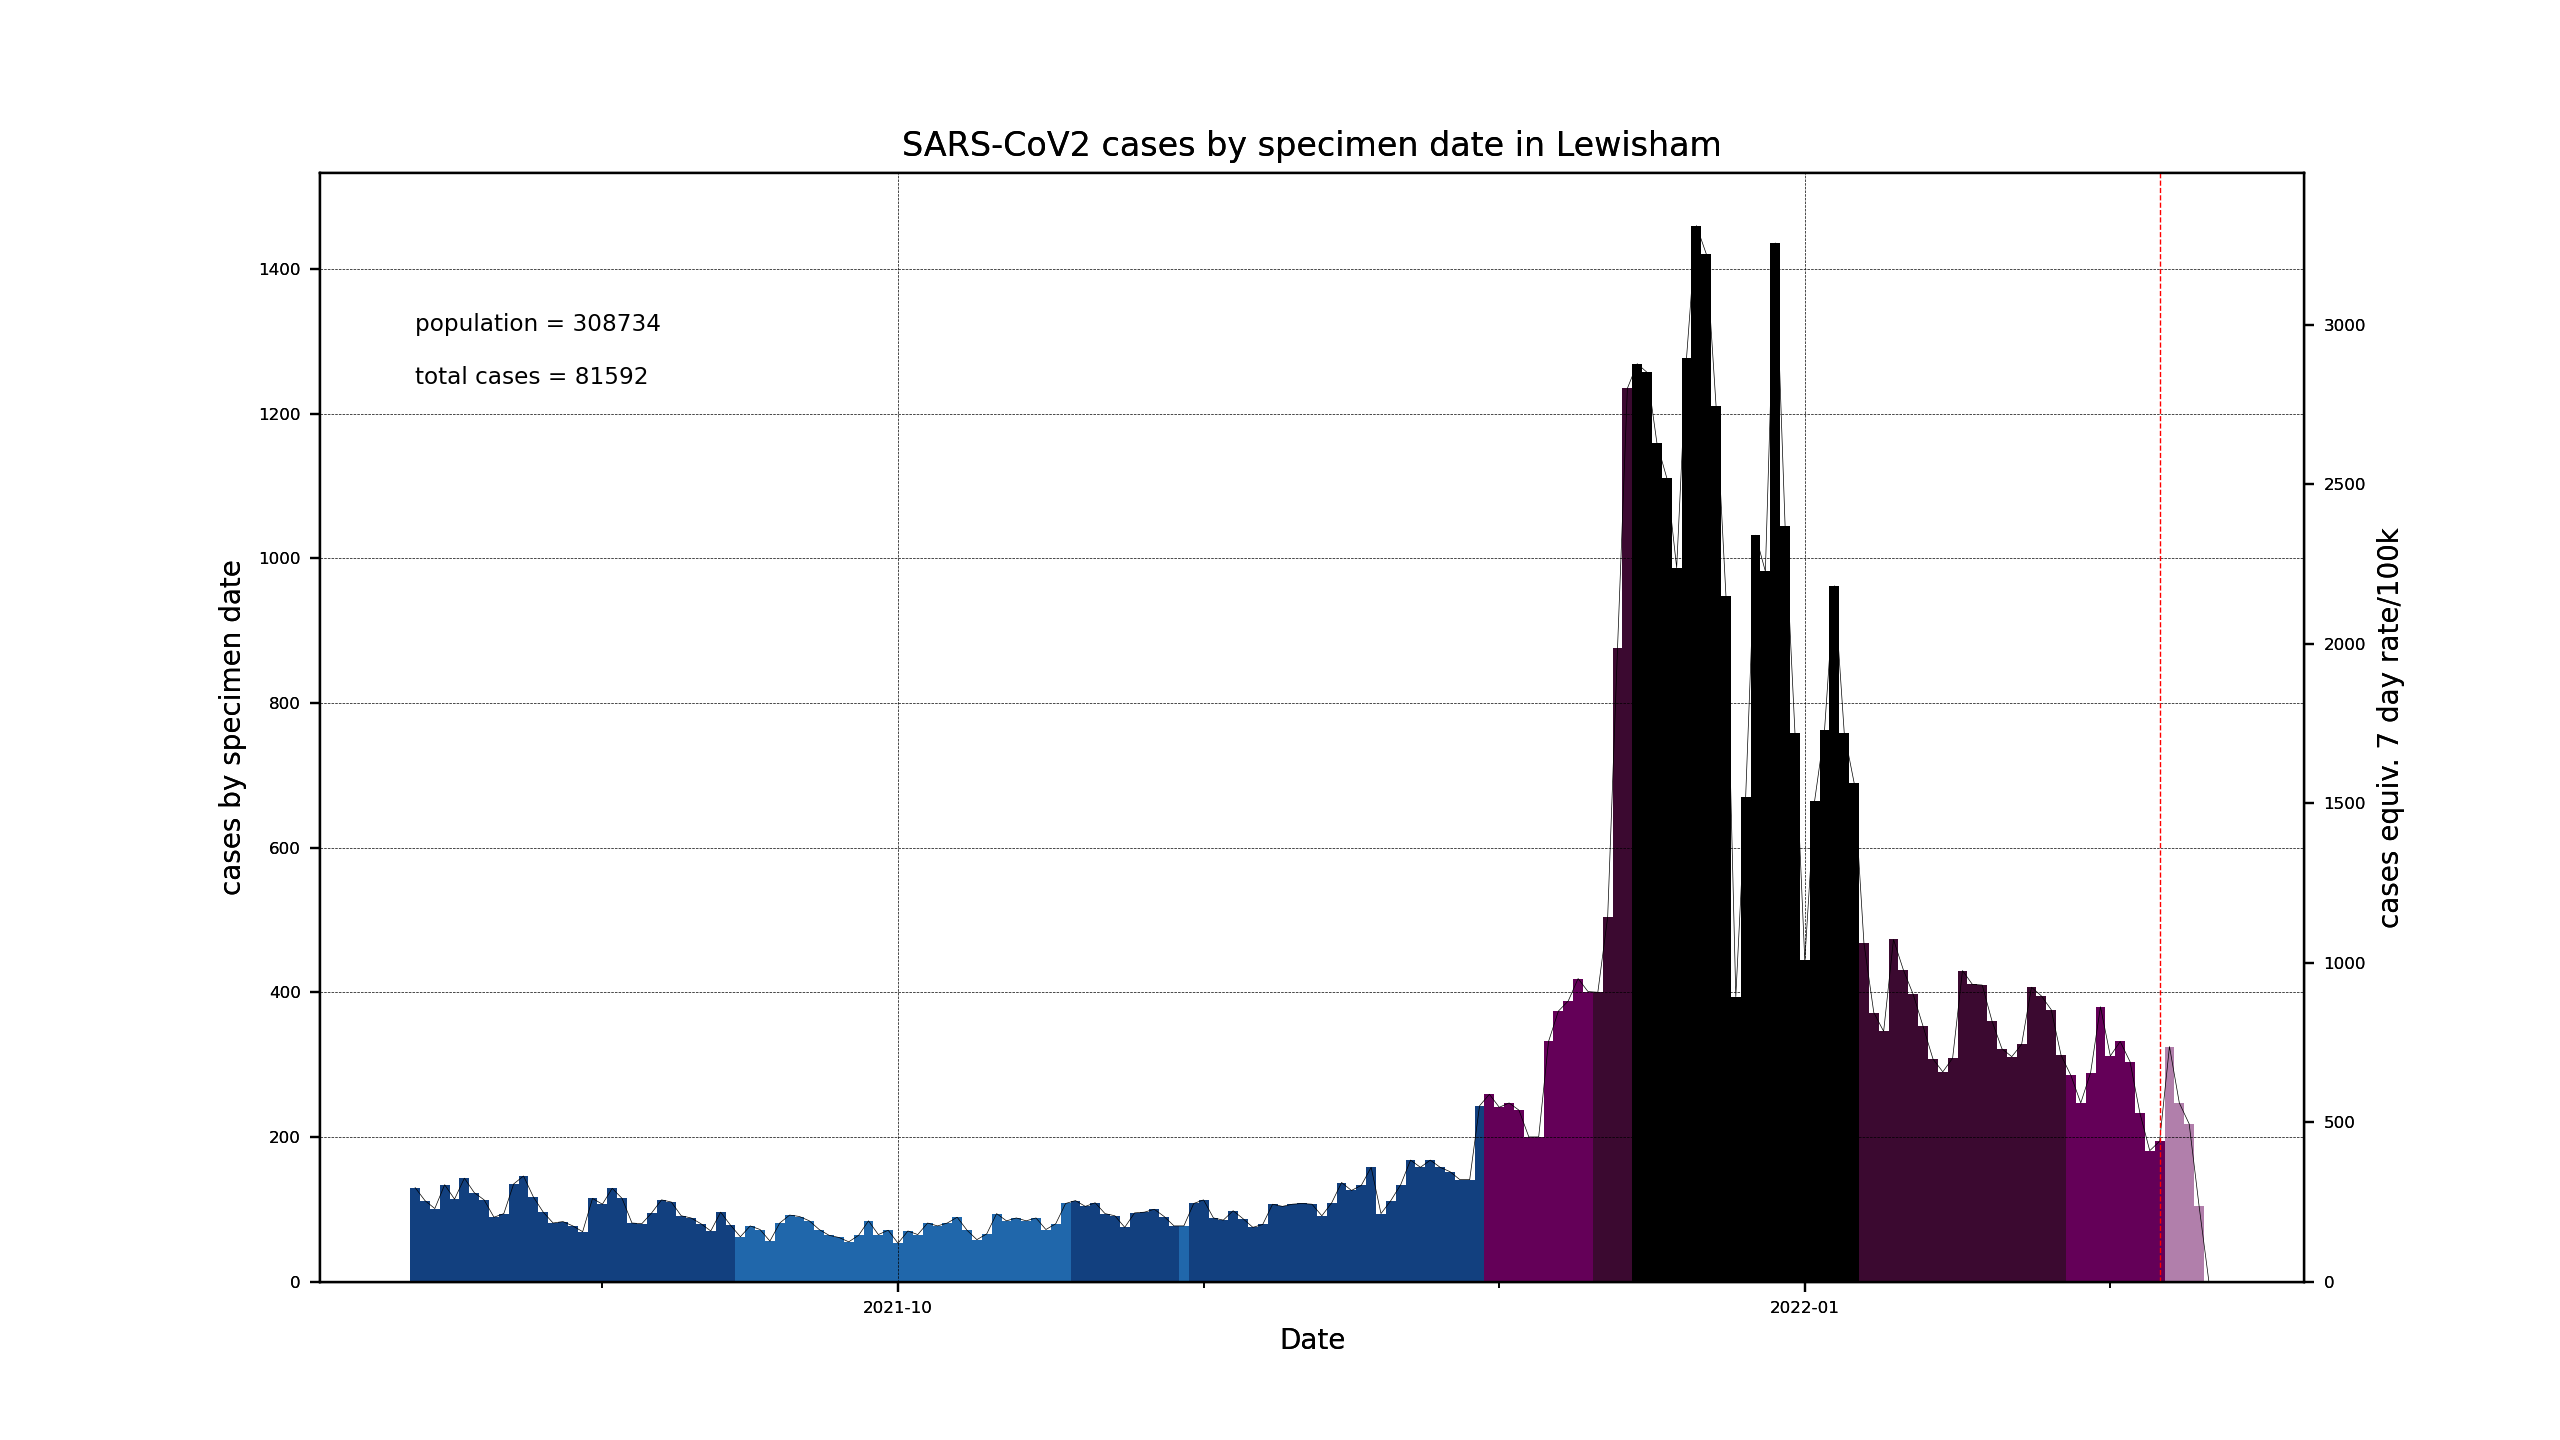 SARS-CoV2 cases by specimen date in Lewisham
population = 308734
total cases = 81592
cases by specimen date
1400
1200
1000
800
600
400
200
0
3000
2500
2000
1500
1000
500
0
cases equiv. 7 day rate/100k
2021-10
2022-01
Date